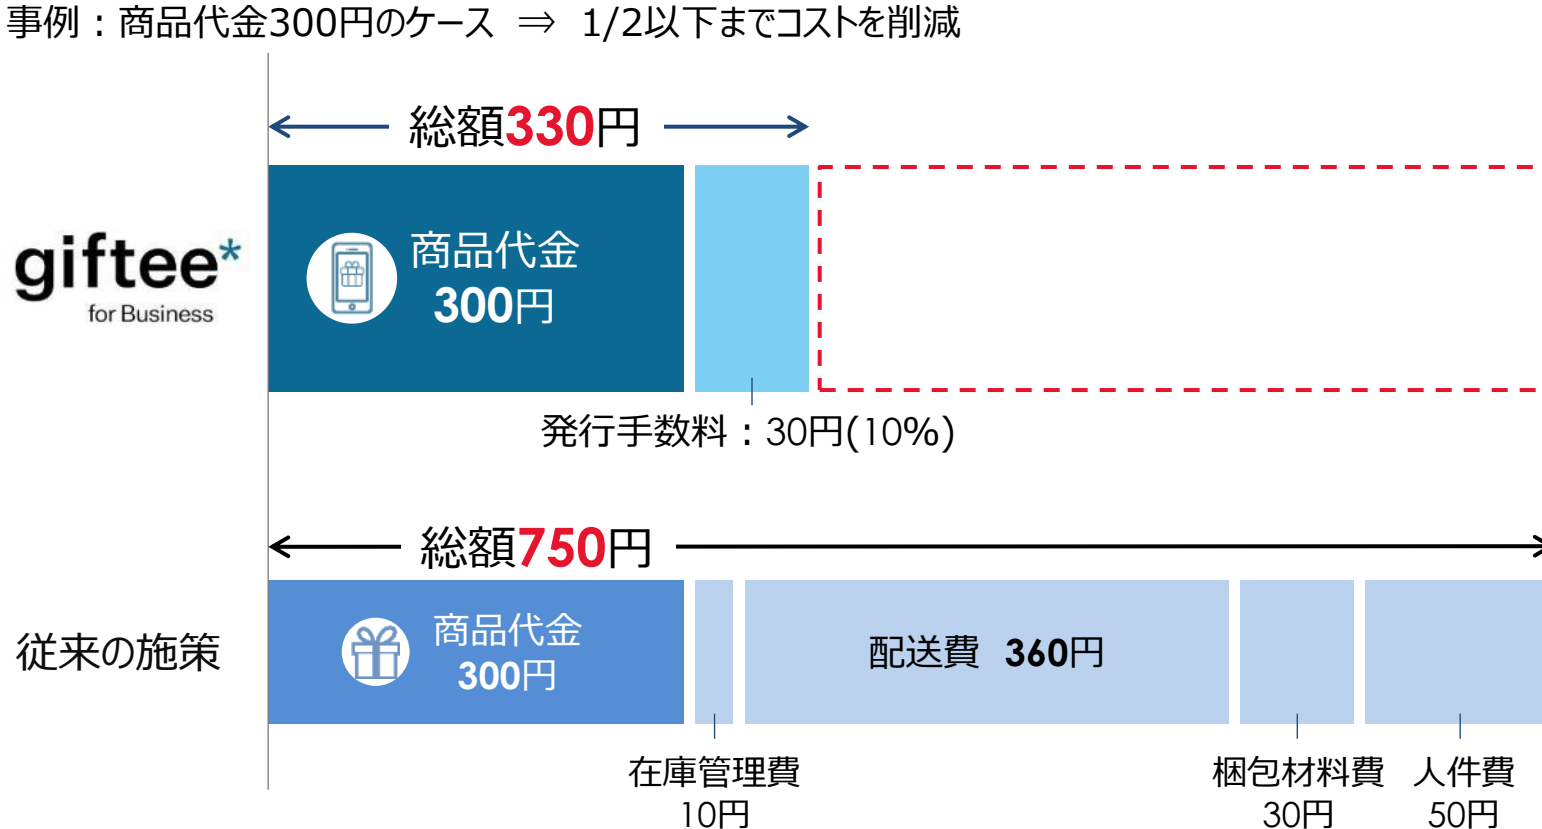 事例：商品代金300円のケース ⇒ 1/2以下までコストを削減
総額330円
giftee*
for Business
商品代金
300円
発行手数料：30円(10%)
総額750円
従来の施策
商品代金
300円
配送費 360円
在庫管理費
10円
梱包材料費
30円
人件費
50円